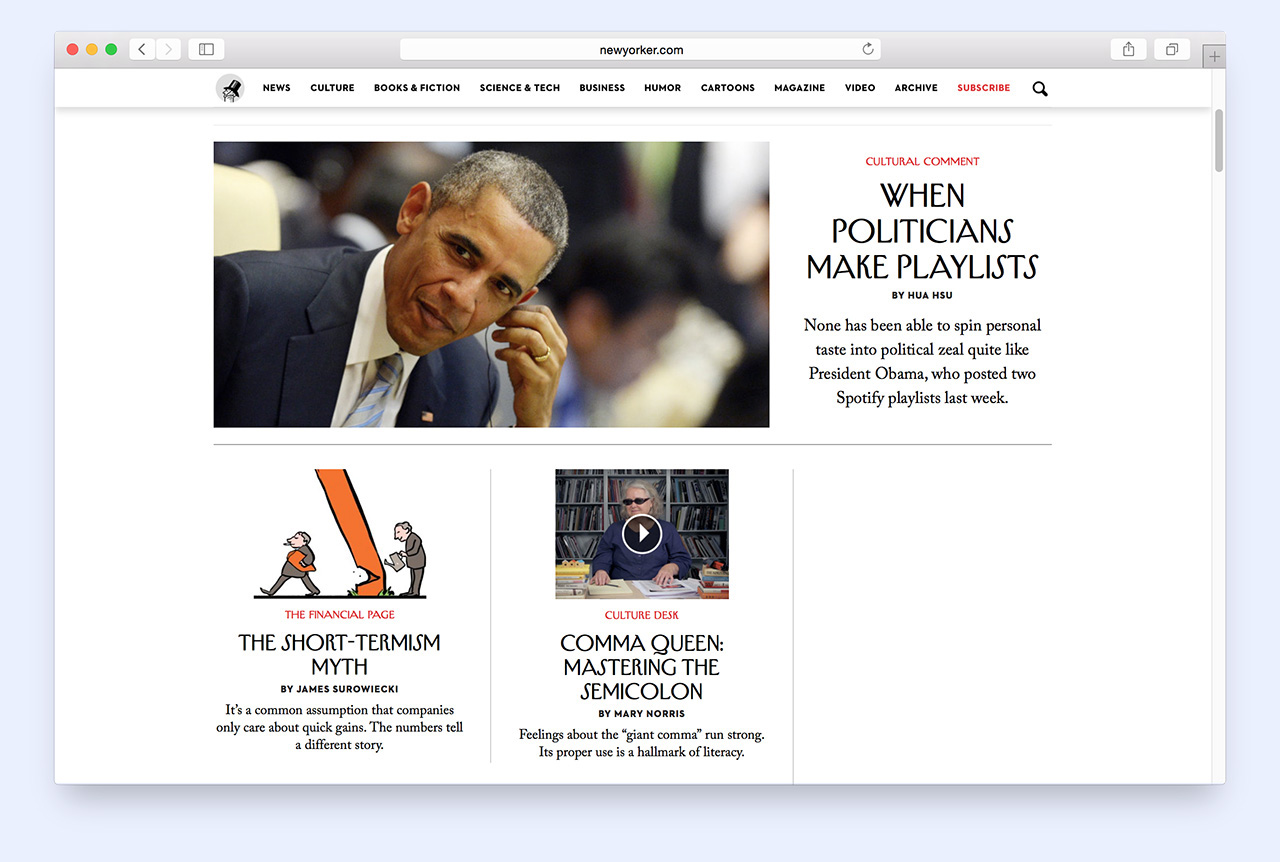 newyorker.com
NEWS CULTURE BOOKS & FICTION SCIENCE & TECH BUSINESS HUMOR CARTOONS MAGAZINE VIDEO ARCHIVE SUBSCRIBE
CULTURAL COMMENT
WHEN
POLITICIANS
MAKE PLAYLISTS
BY HUA HSU
None has been able to spin personal
taste into political zeal quite like
President Obama, who posted two
Spotify playlists last week.
THE FINANCIAL PAGE
THE SHORT-TERMISM
MYTH
BY JAMES SUROWIECKI
It’s a common assumption that companies
only care about quick gains. The numbers tell
a different story.
CULTURE DESK
COMMA QUEEN:
MASTERING THE
SEMICOLON
BY MARY NORRIS
Feelings about the “giant comma” run strong.
Its proper use is a hallmark of literacy.